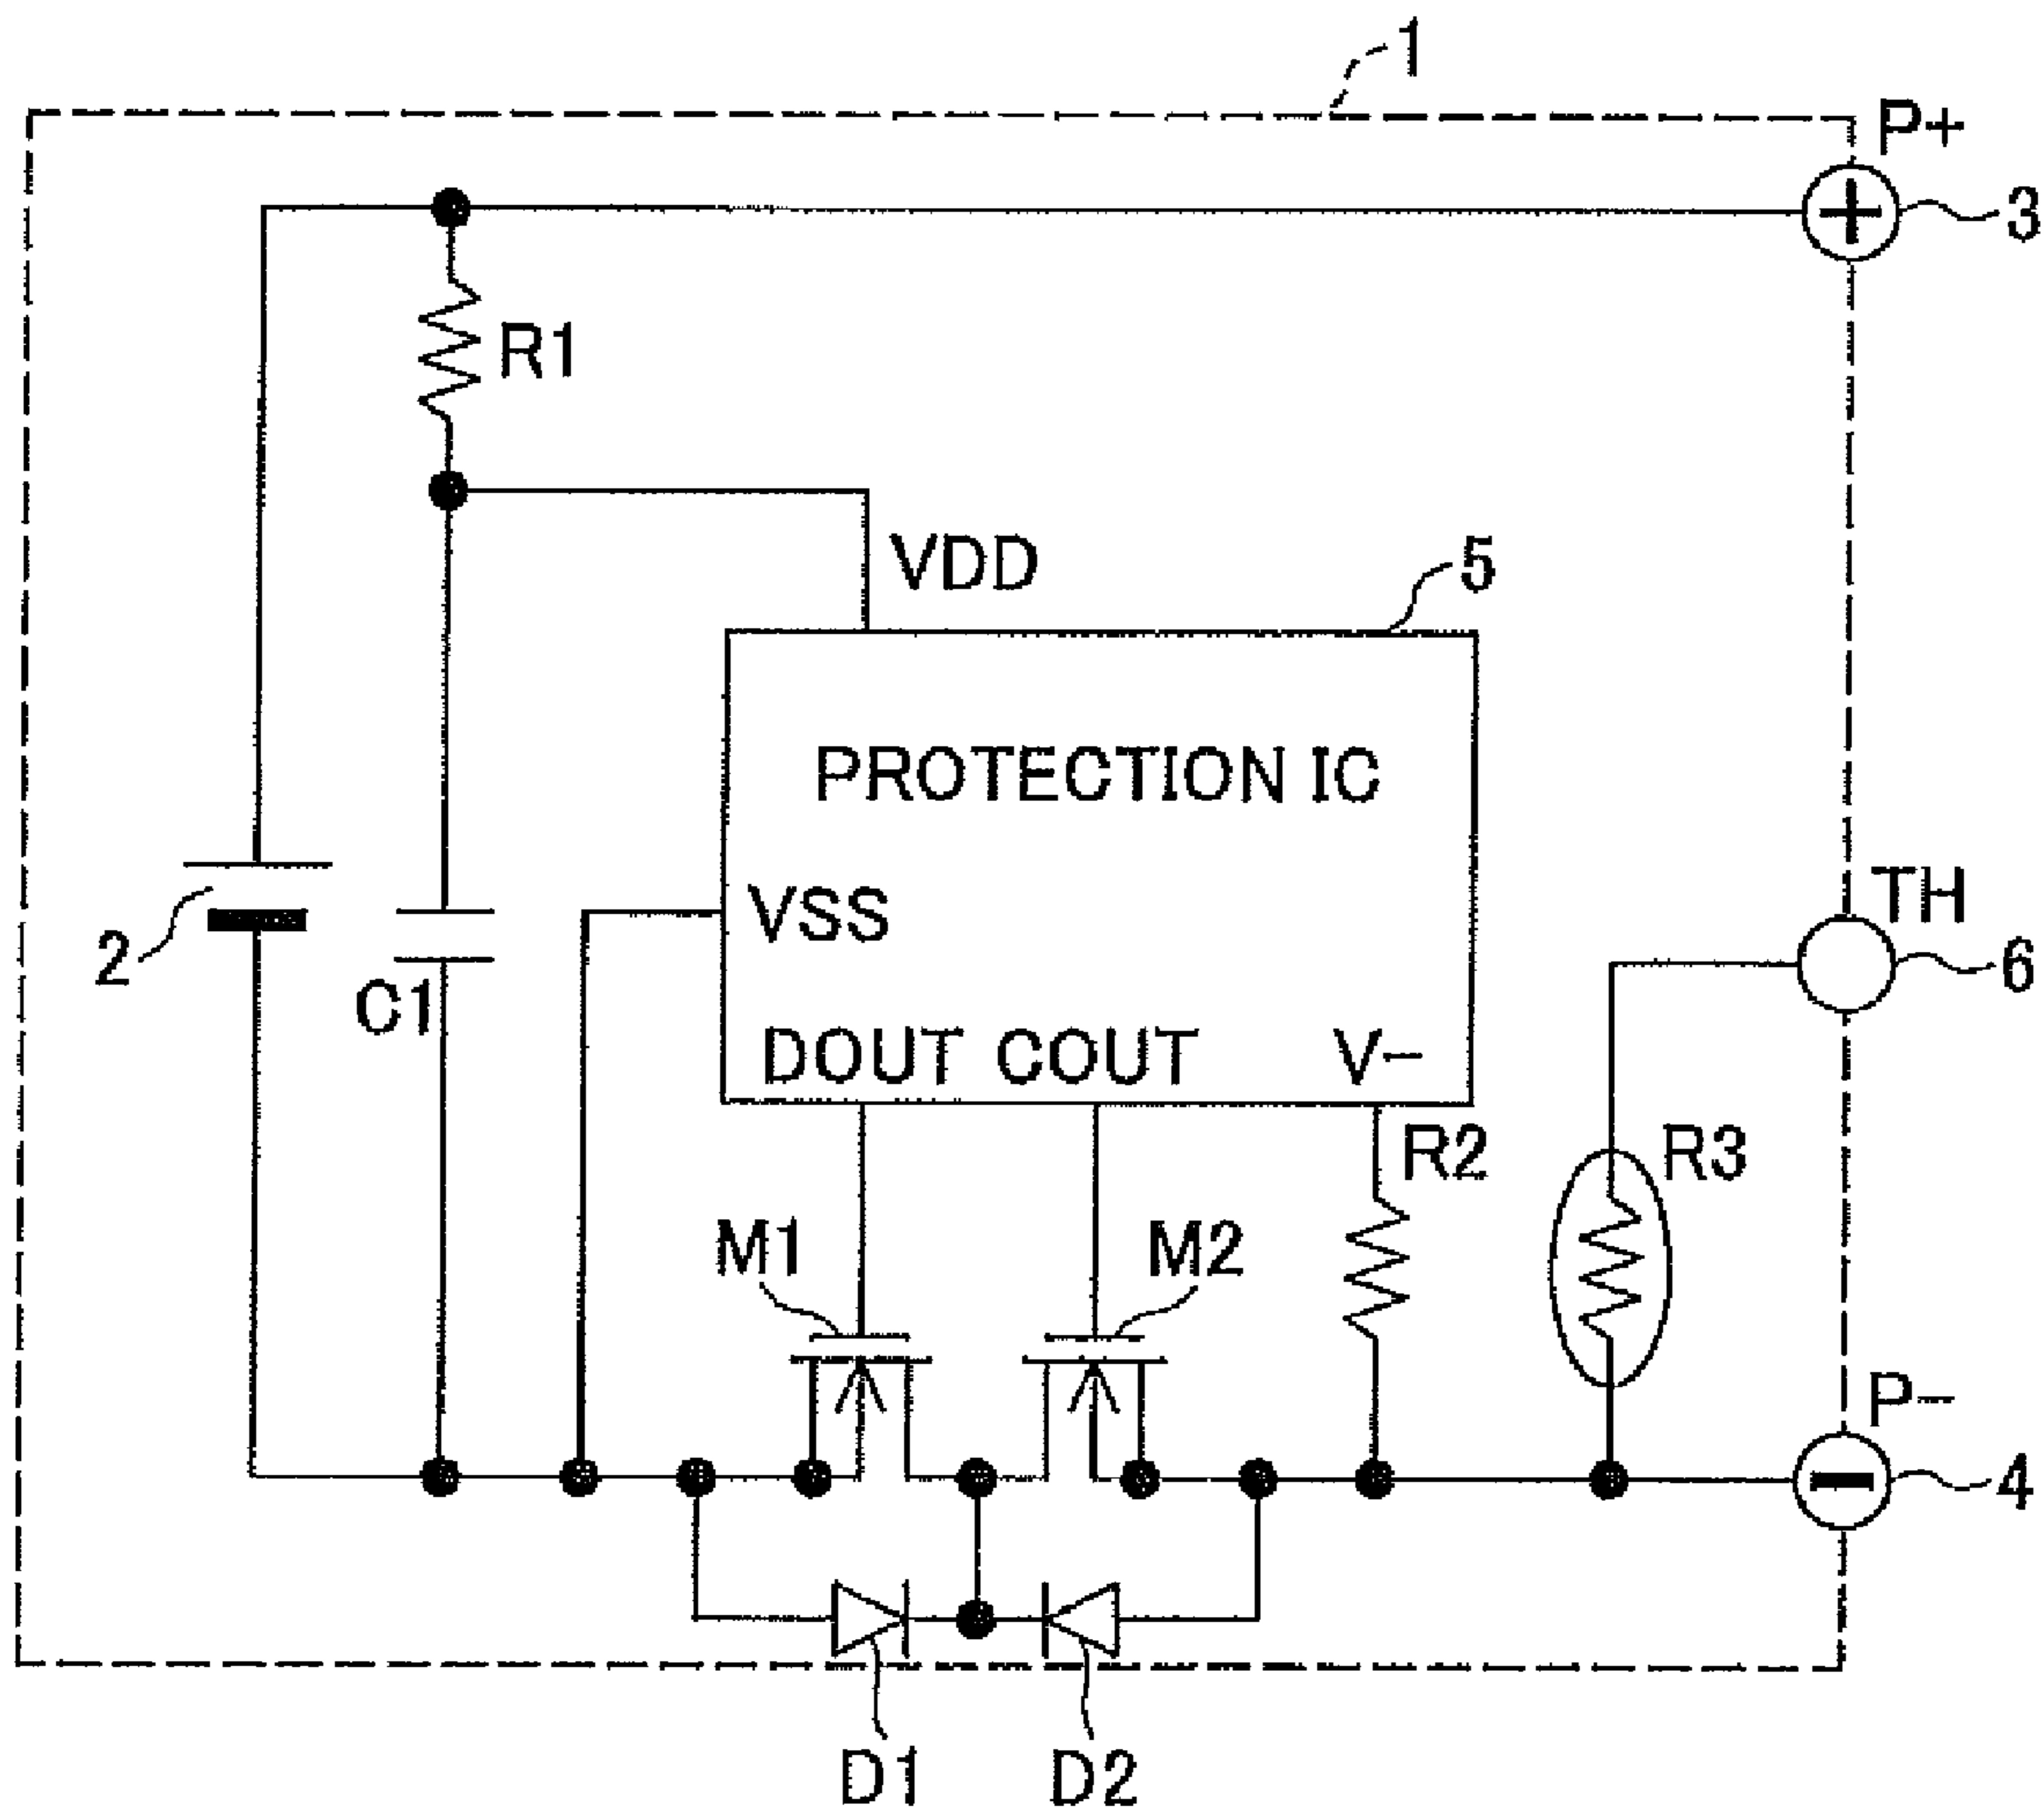 1
P+
3
R1
VDD
5
PROTECTION IC
VSS
TH
2
6
C1
DOUT COUT V-
R2
R3
M1
M2
P-
4
D1
D2